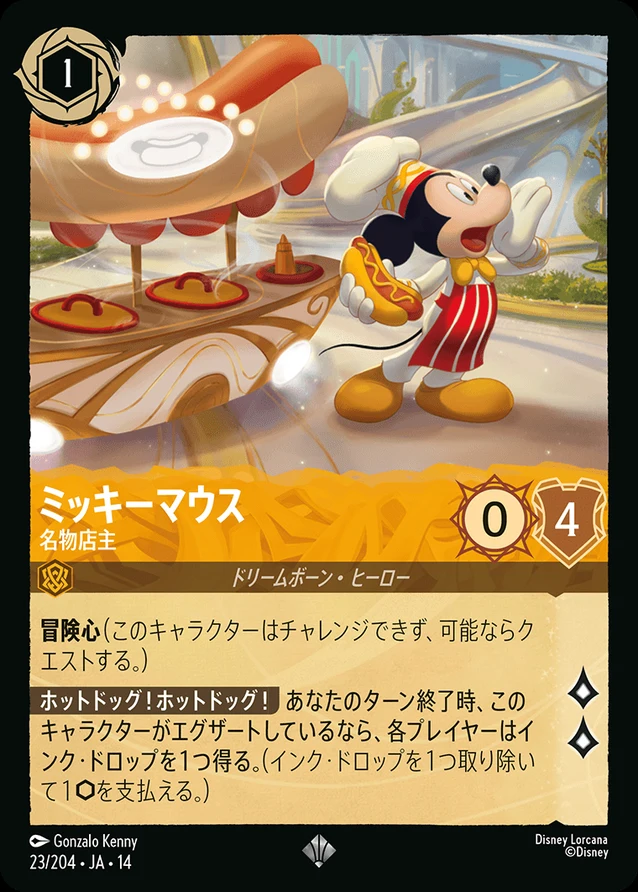 1
ミッキーマウス
名物店主
0
4
ドリームボーン・ヒーロー
冒険心(このキャラクターはチャレンジできず、可能ならク
エストする。)
ホットドッグ!ホットドッグ! あなたのターン終了時、この
キャラクターがエグザートしているなら、各プレイヤーはイ
ンク・ドロップを1つ得る。(インク・ドロップを1つ取り除い
て1⬡を支払える。)
Gonzalo Kenny
23/204 • JA • 14
Disney Lorcana
©Disney